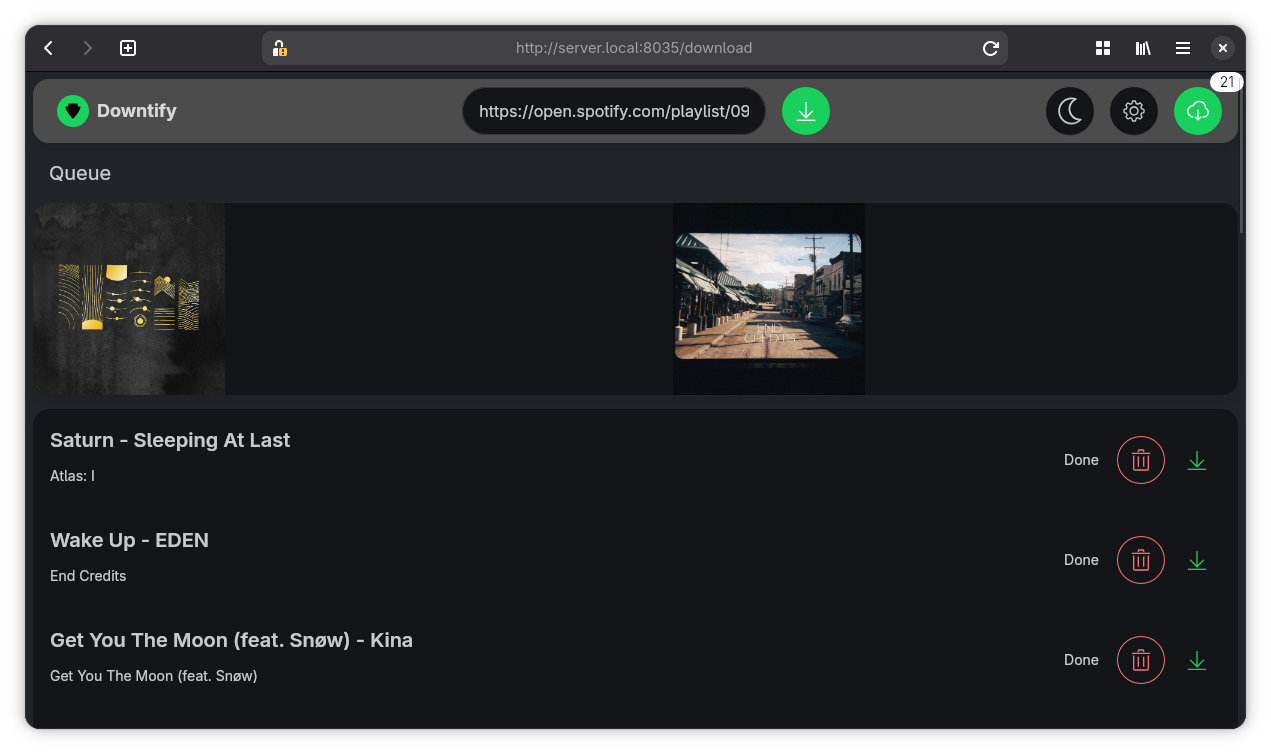 http://server.local:8035/download
21
Downtify
https://open.spotify.com/playlist/09
Queue
END
CREDITS
Saturn - Sleeping At Last
Atlas: I
Done
Wake Up - EDEN
End Credits
Done
Get You The Moon (feat. Snøw) - Kina
Get You The Moon (feat. Snøw)
Done